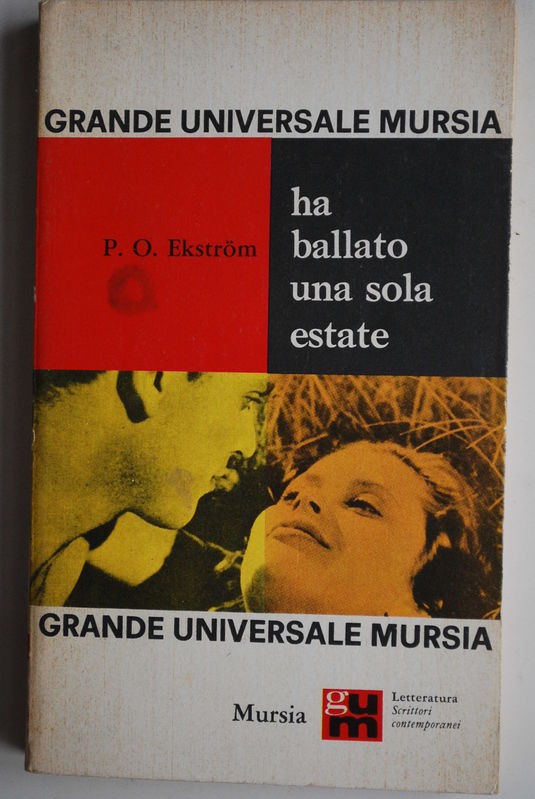 GRANDE UNIVERSALE MURSIA
P. O. Ekström
ha
ballato
una sola
estate
GRANDE UNIVERSALE MURSIA
Mursia
gum
Letteratura
Scrittori
contemporanei